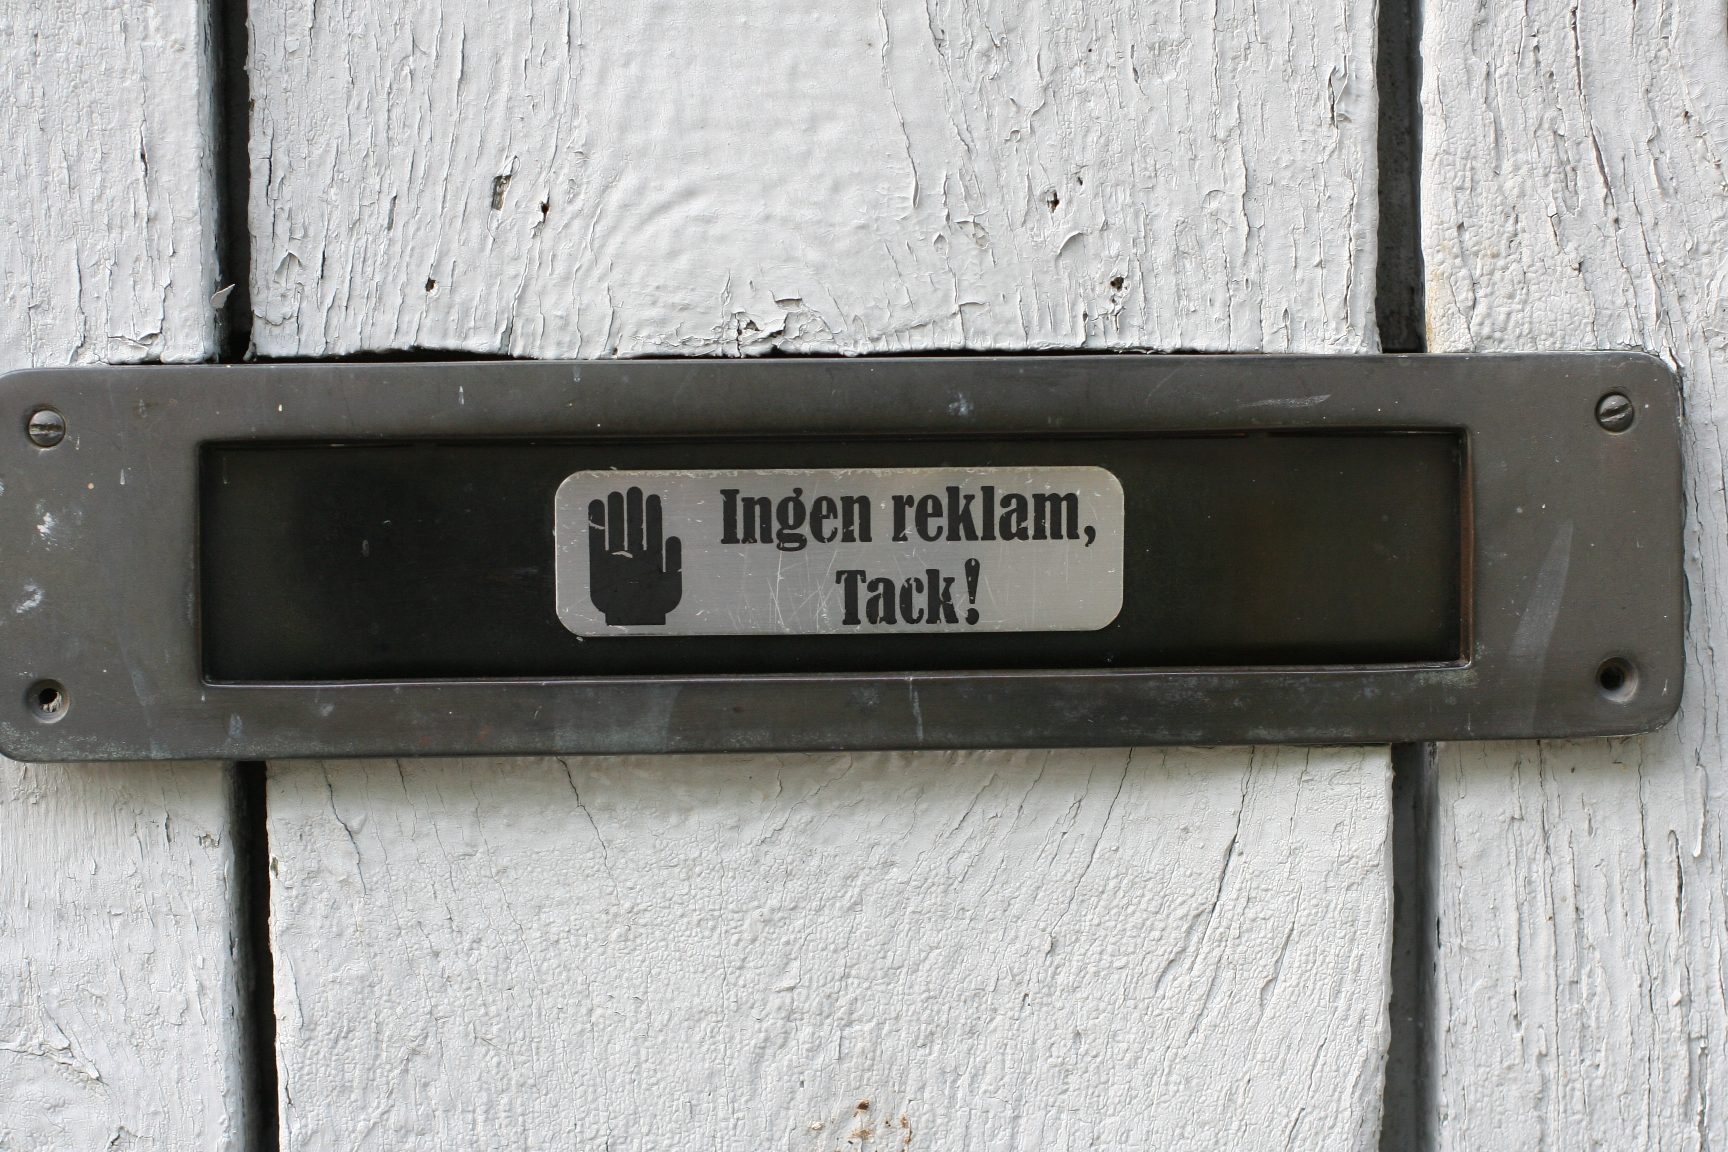 Ingen reklam,
Tack!